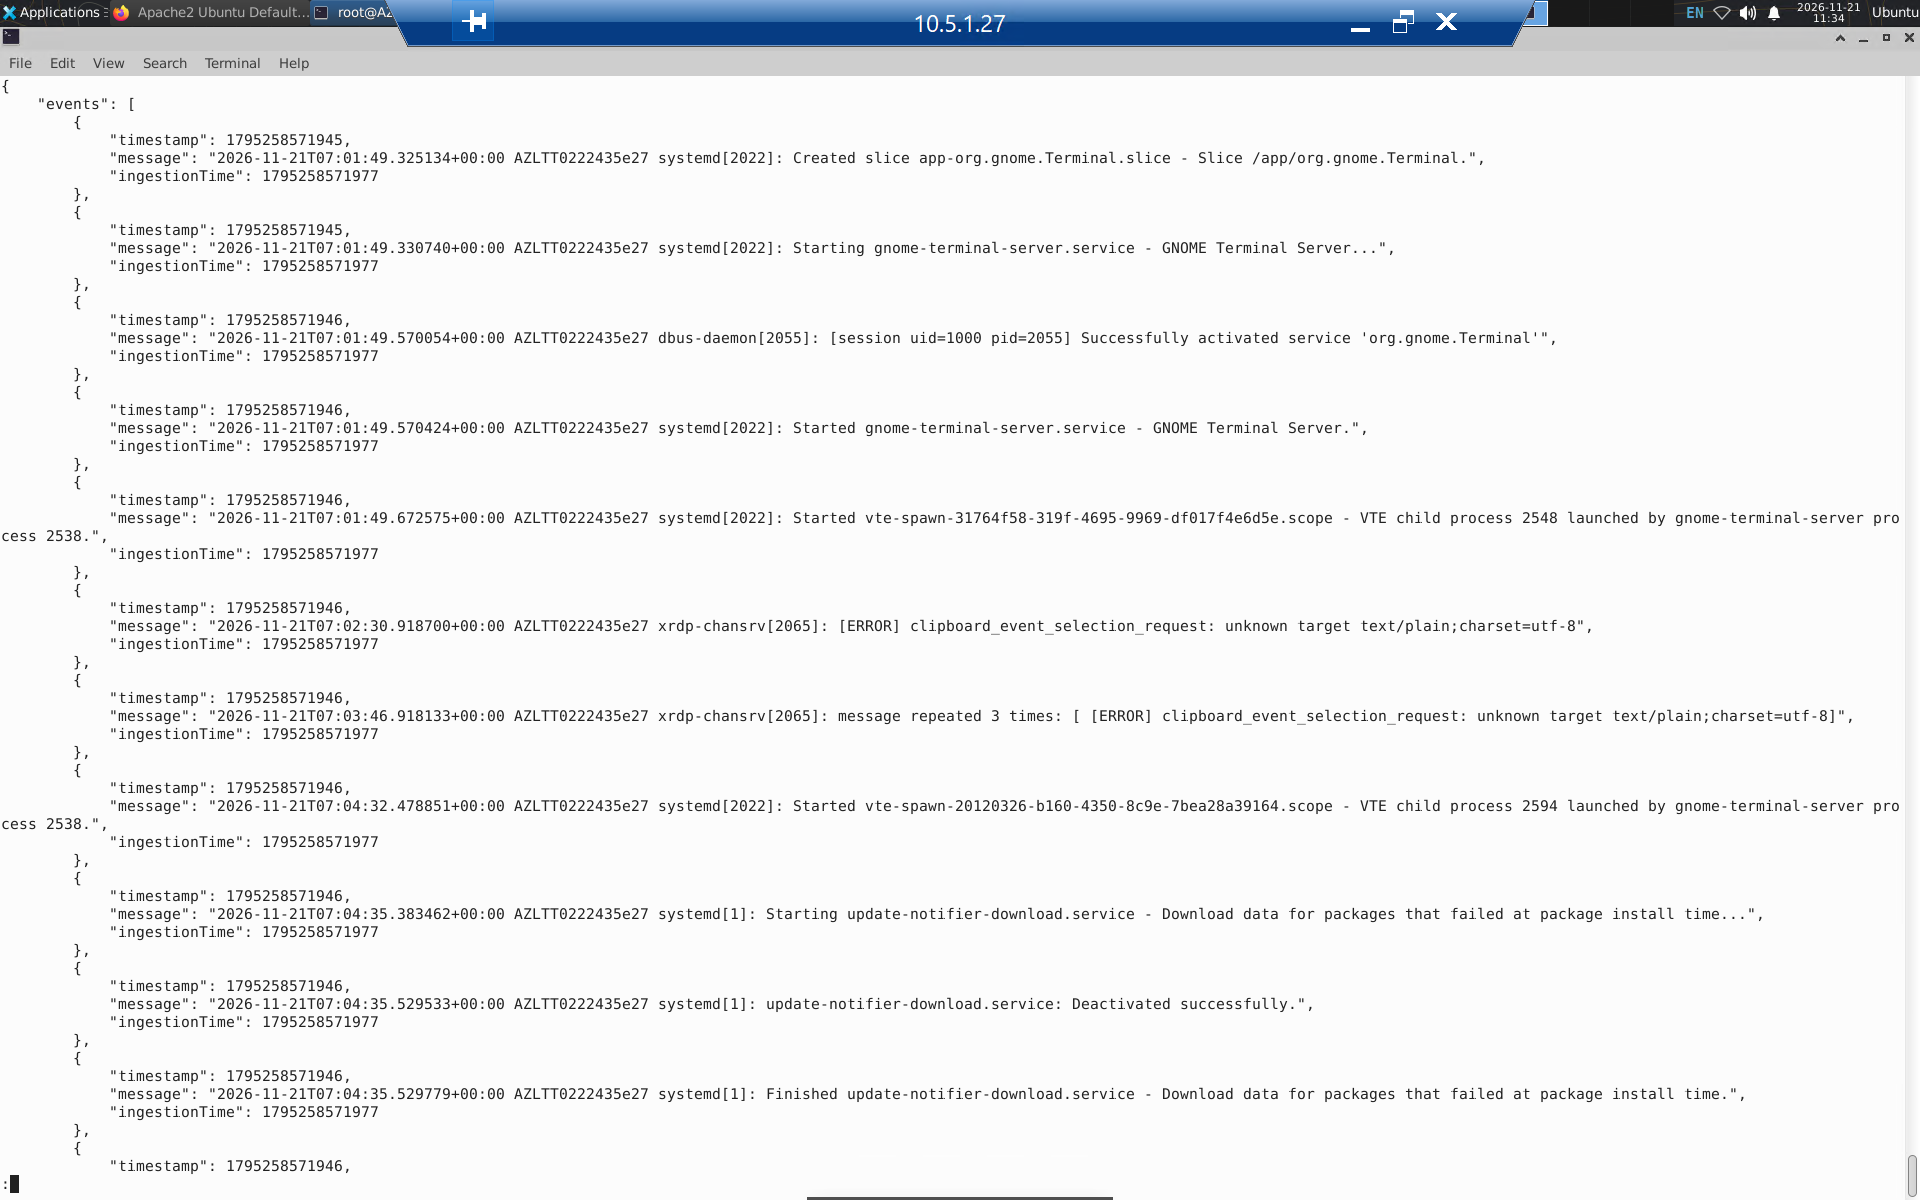 Applications
Apache2 Ubuntu Default...
root@AZ
10.5.1.27
EN
2026-11-21
11:34
Ubuntu
File Edit View Search Terminal Help
{
    "events": [
        {
            "timestamp": 1795258571945,
            "message": "2026-11-21T07:01:49.325134+00:00 AZLTT0222435e27 systemd[2022]: Created slice app-org.gnome.Terminal.slice - Slice /app/org.gnome.Terminal.",
            "ingestionTime": 1795258571977
        },
        {
            "timestamp": 1795258571945,
            "message": "2026-11-21T07:01:49.330740+00:00 AZLTT0222435e27 systemd[2022]: Starting gnome-terminal-server.service - GNOME Terminal Server...",
            "ingestionTime": 1795258571977
        },
        {
            "timestamp": 1795258571946,
            "message": "2026-11-21T07:01:49.570054+00:00 AZLTT0222435e27 dbus-daemon[2055]: [session uid=1000 pid=2055] Successfully activated service 'org.gnome.Terminal'",
            "ingestionTime": 1795258571977
        },
        {
            "timestamp": 1795258571946,
            "message": "2026-11-21T07:01:49.570424+00:00 AZLTT0222435e27 systemd[2022]: Started gnome-terminal-server.service - GNOME Terminal Server.",
            "ingestionTime": 1795258571977
        },
        {
            "timestamp": 1795258571946,
            "message": "2026-11-21T07:01:49.672575+00:00 AZLTT0222435e27 systemd[2022]: Started vte-spawn-31764f58-319f-4695-9969-df017f4e6d5e.scope - VTE child process 2548 launched by gnome-terminal-server pro
cess 2538.",
            "ingestionTime": 1795258571977
        },
        {
            "timestamp": 1795258571946,
            "message": "2026-11-21T07:02:30.918700+00:00 AZLTT0222435e27 xrdp-chansrv[2065]: [ERROR] clipboard_event_selection_request: unknown target text/plain;charset=utf-8",
            "ingestionTime": 1795258571977
        },
        {
            "timestamp": 1795258571946,
            "message": "2026-11-21T07:03:46.918133+00:00 AZLTT0222435e27 xrdp-chansrv[2065]: message repeated 3 times: [ [ERROR] clipboard_event_selection_request: unknown target text/plain;charset=utf-8]",
            "ingestionTime": 1795258571977
        },
        {
            "timestamp": 1795258571946,
            "message": "2026-11-21T07:04:32.478851+00:00 AZLTT0222435e27 systemd[2022]: Started vte-spawn-20120326-b160-4350-8c9e-7bea28a39164.scope - VTE child process 2594 launched by gnome-terminal-server pro
cess 2538.",
            "ingestionTime": 1795258571977
        },
        {
            "timestamp": 1795258571946,
            "message": "2026-11-21T07:04:35.383462+00:00 AZLTT0222435e27 systemd[1]: Starting update-notifier-download.service - Download data for packages that failed at package install time...",
            "ingestionTime": 1795258571977
        },
        {
            "timestamp": 1795258571946,
            "message": "2026-11-21T07:04:35.529533+00:00 AZLTT0222435e27 systemd[1]: update-notifier-download.service: Deactivated successfully.",
            "ingestionTime": 1795258571977
        },
        {
            "timestamp": 1795258571946,
            "message": "2026-11-21T07:04:35.529779+00:00 AZLTT0222435e27 systemd[1]: Finished update-notifier-download.service - Download data for packages that failed at package install time.",
            "ingestionTime": 1795258571977
        },
        {
            "timestamp": 1795258571946,
: